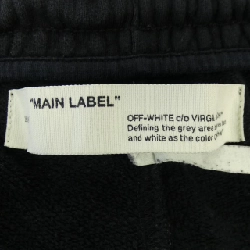 "MAIN LABEL"
OFF-WHITE c/o VIRGIL
Defining the grey area
and white as the color